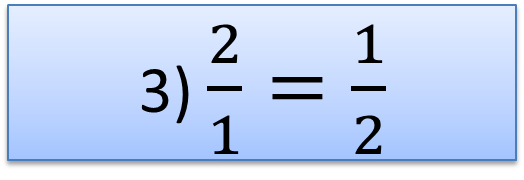 3) 2/1 = 1/2